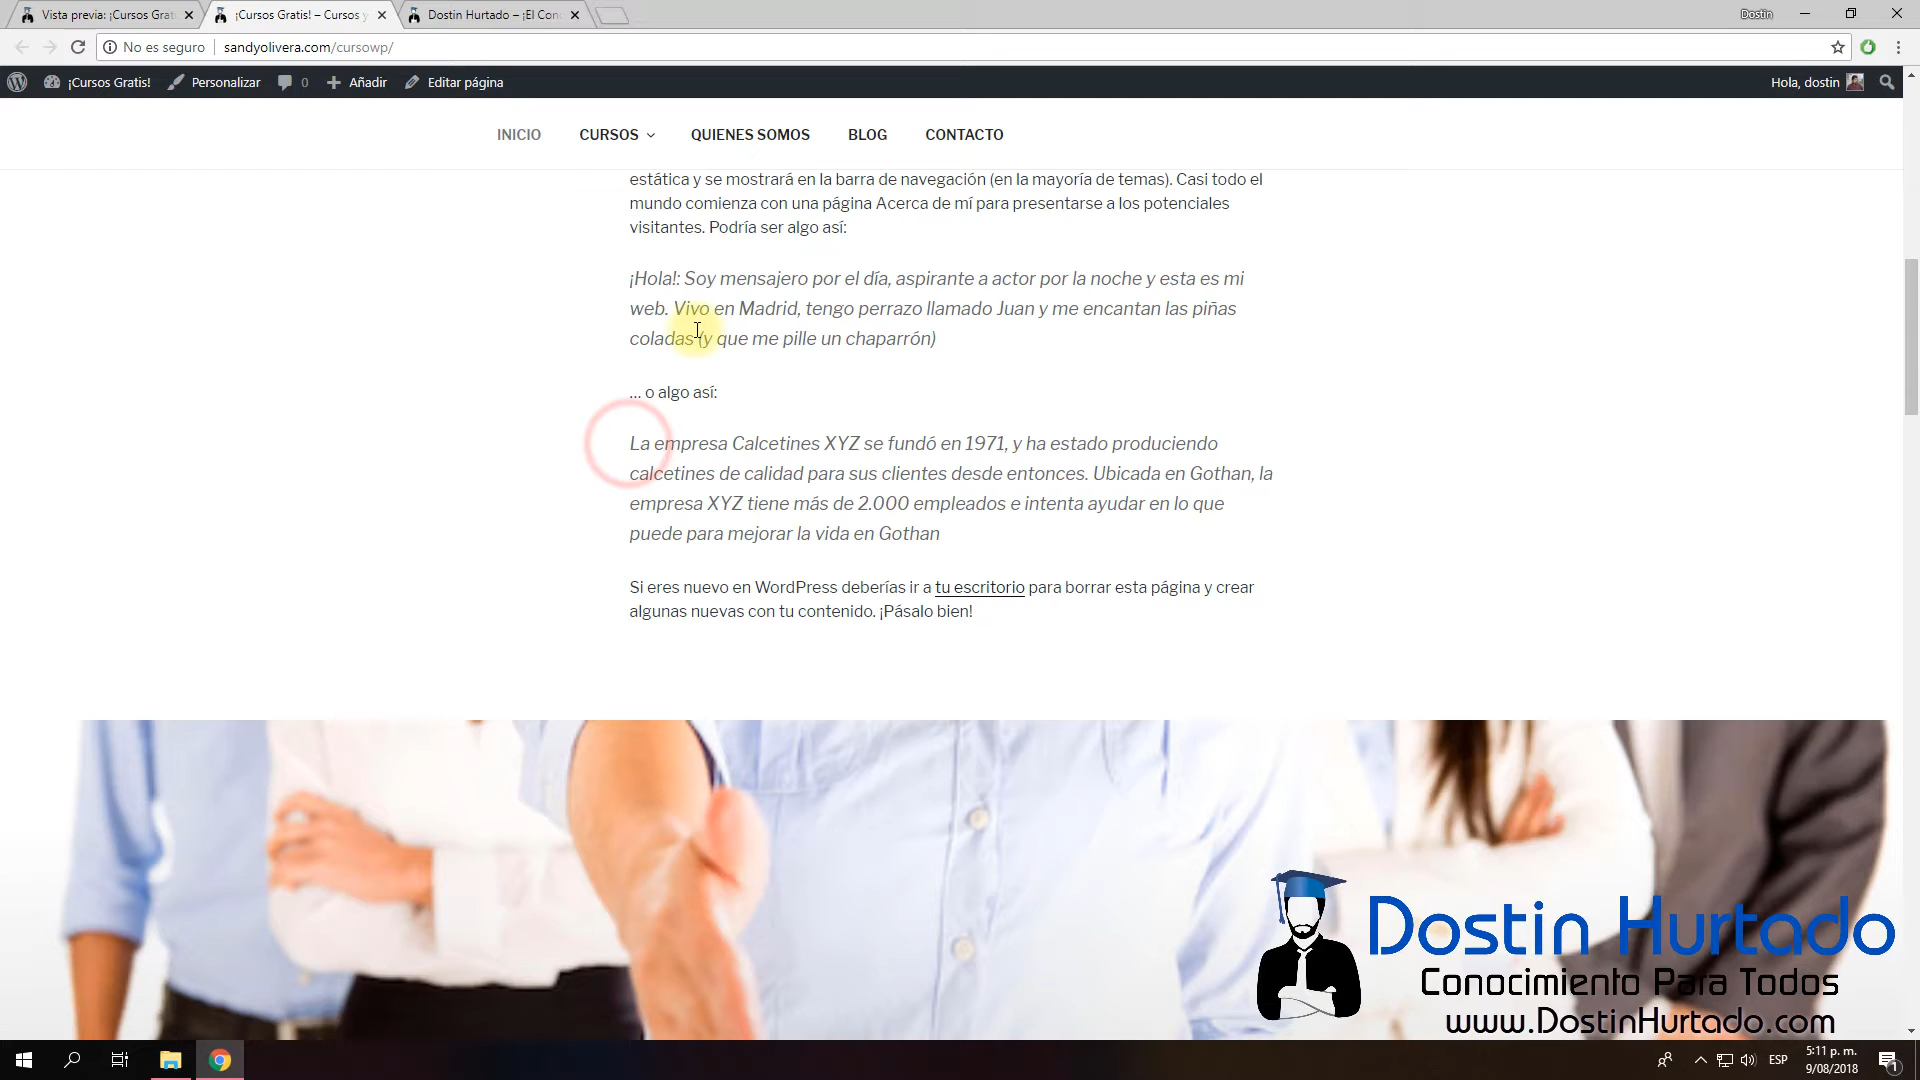 Vista previa: ¡Cursos Grat
¡Cursos Gratis! – Cursos y
Dostin Hurtado – ¡El Con
Dostin
No es seguro
sandyolivera.com/cursowp/
¡Cursos Gratis!
Personalizar
0
Añadir
Editar página
Hola, dostin
INICIO
CURSOS
QUIENES SOMOS
BLOG
CONTACTO
estática y se mostrará en la barra de navegación (en la mayoría de temas). Casi todo el
mundo comienza con una página Acerca de mí para presentarse a los potenciales
visitantes. Podría ser algo así:
¡Hola!: Soy mensajero por el día, aspirante a actor por la noche y esta es mi
web. Vivo en Madrid, tengo perrazo llamado Juan y me encantan las piñas
coladas (y que me pille un chaparrón)
… o algo así:
La empresa Calcetines XYZ se fundó en 1971, y ha estado produciendo
calcetines de calidad para sus clientes desde entonces. Ubicada en Gothan, la
empresa XYZ tiene más de 2.000 empleados e intenta ayudar en lo que
puede para mejorar la vida en Gothan
Si eres nuevo en WordPress deberías ir a tu escritorio para borrar esta página y crear
algunas nuevas con tu contenido. ¡Pásalo bien!
Dostin Hurtado
Conocimiento Para Todos
www.DostinHurtado.com
ESP
5:11 p. m.
9/08/2018
1